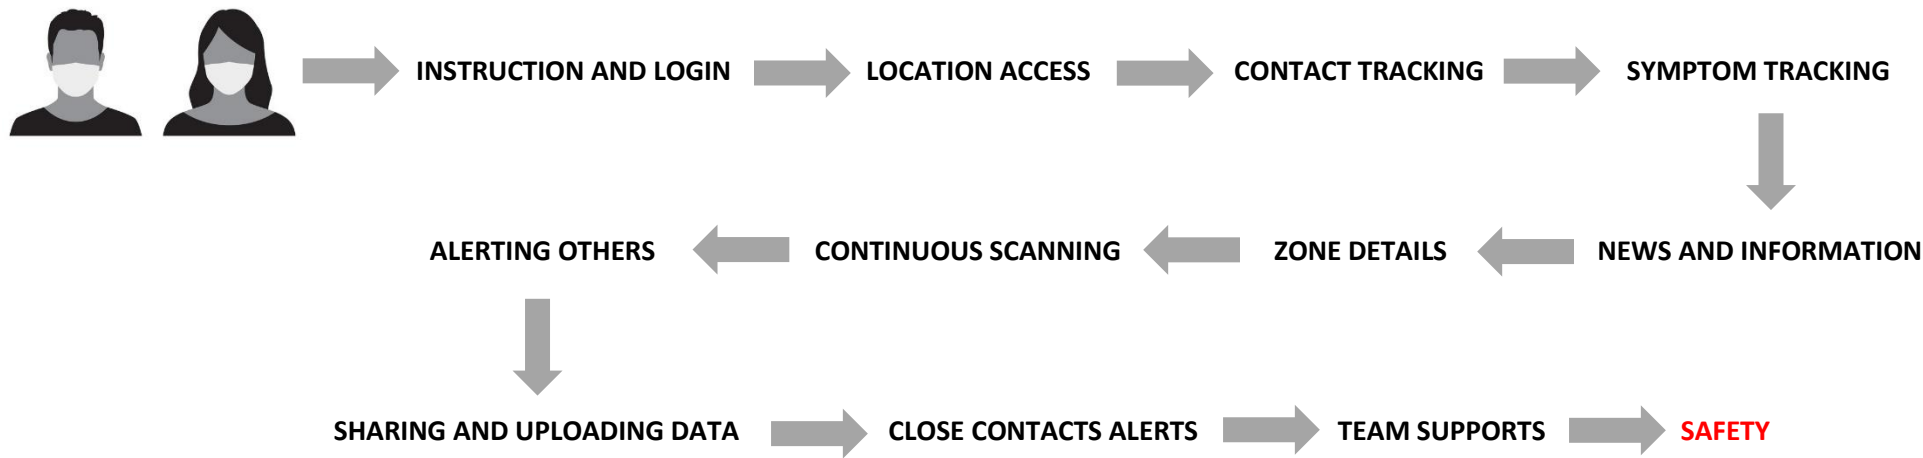 INSTRUCTION AND LOGIN
LOCATION ACCESS
CONTACT TRACKING
SYMPTOM TRACKING
NEWS AND INFORMATION
ZONE DETAILS
CONTINUOUS SCANNING
ALERTING OTHERS
SHARING AND UPLOADING DATA
CLOSE CONTACTS ALERTS
TEAM SUPPORTS
SAFETY